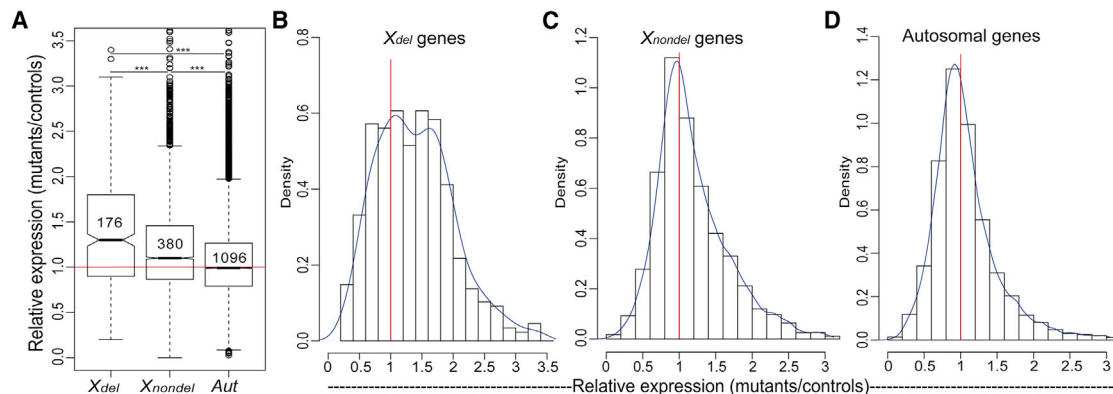 A
Relative expression (mutants/controls)
0.0 0.5 1.0 1.5 2.0 2.5 3.0 3.5
***
*** ***
176
380
1096
Xdel Xnondel Aut
B
Xdel genes
Density
0.0 0.2 0.4 0.6 0.8
0 0.5 1 1.5 2 2.5 3 3.5
C
Xnondel genes
Density
0.0 0.2 0.4 0.6 0.8 1.0 1.2
0 0.5 1 1.5 2 2.5 3
D
Autosomal genes
Density
0.0 0.2 0.4 0.6 0.8 1.0 1.2 1.4
0 0.5 1 1.5 2 2.5 3
Relative expression (mutants/controls)